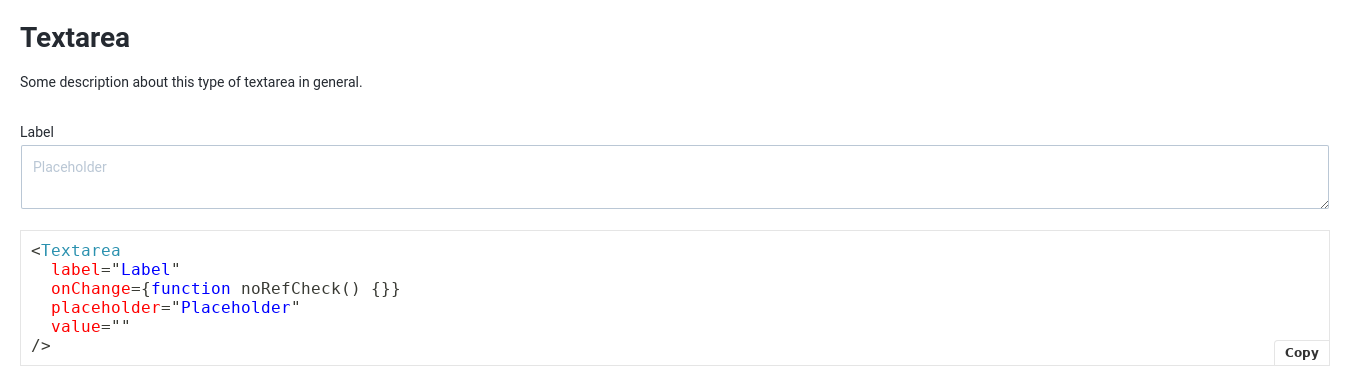 Textarea
Some description about this type of textarea in general.
Label
Placeholder
<Textarea
  label="Label"
  onChange={function noRefCheck() {}}
  placeholder="Placeholder"
  value=""
/>
Copy